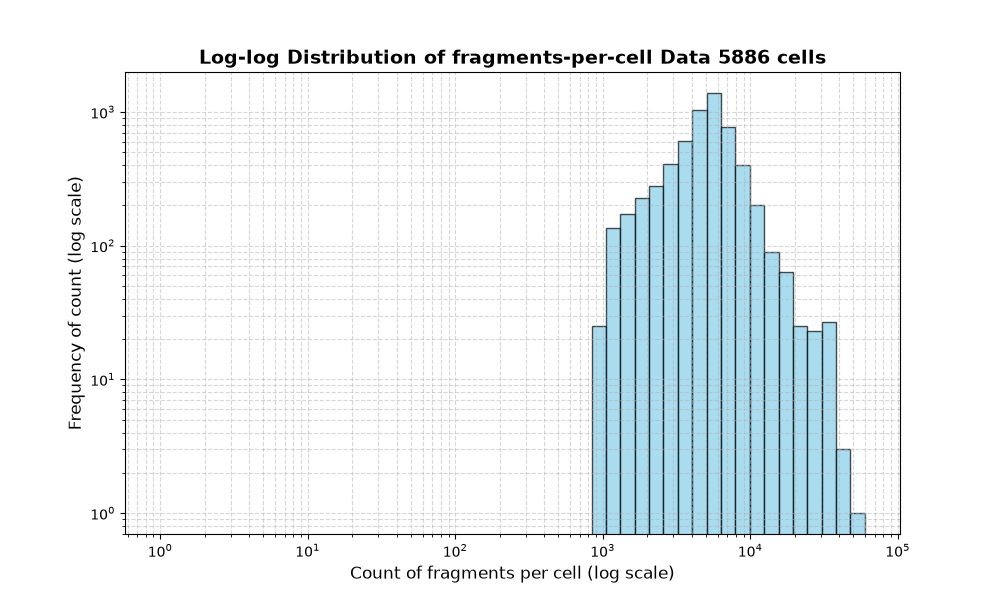 Log-log Distribution of fragments-per-cell Data 5886 cells
Frequency of count (log scale)
10³
10²
10¹
10⁰
10⁰ 10¹ 10² 10³ 10⁴ 10⁵
Count of fragments per cell (log scale)